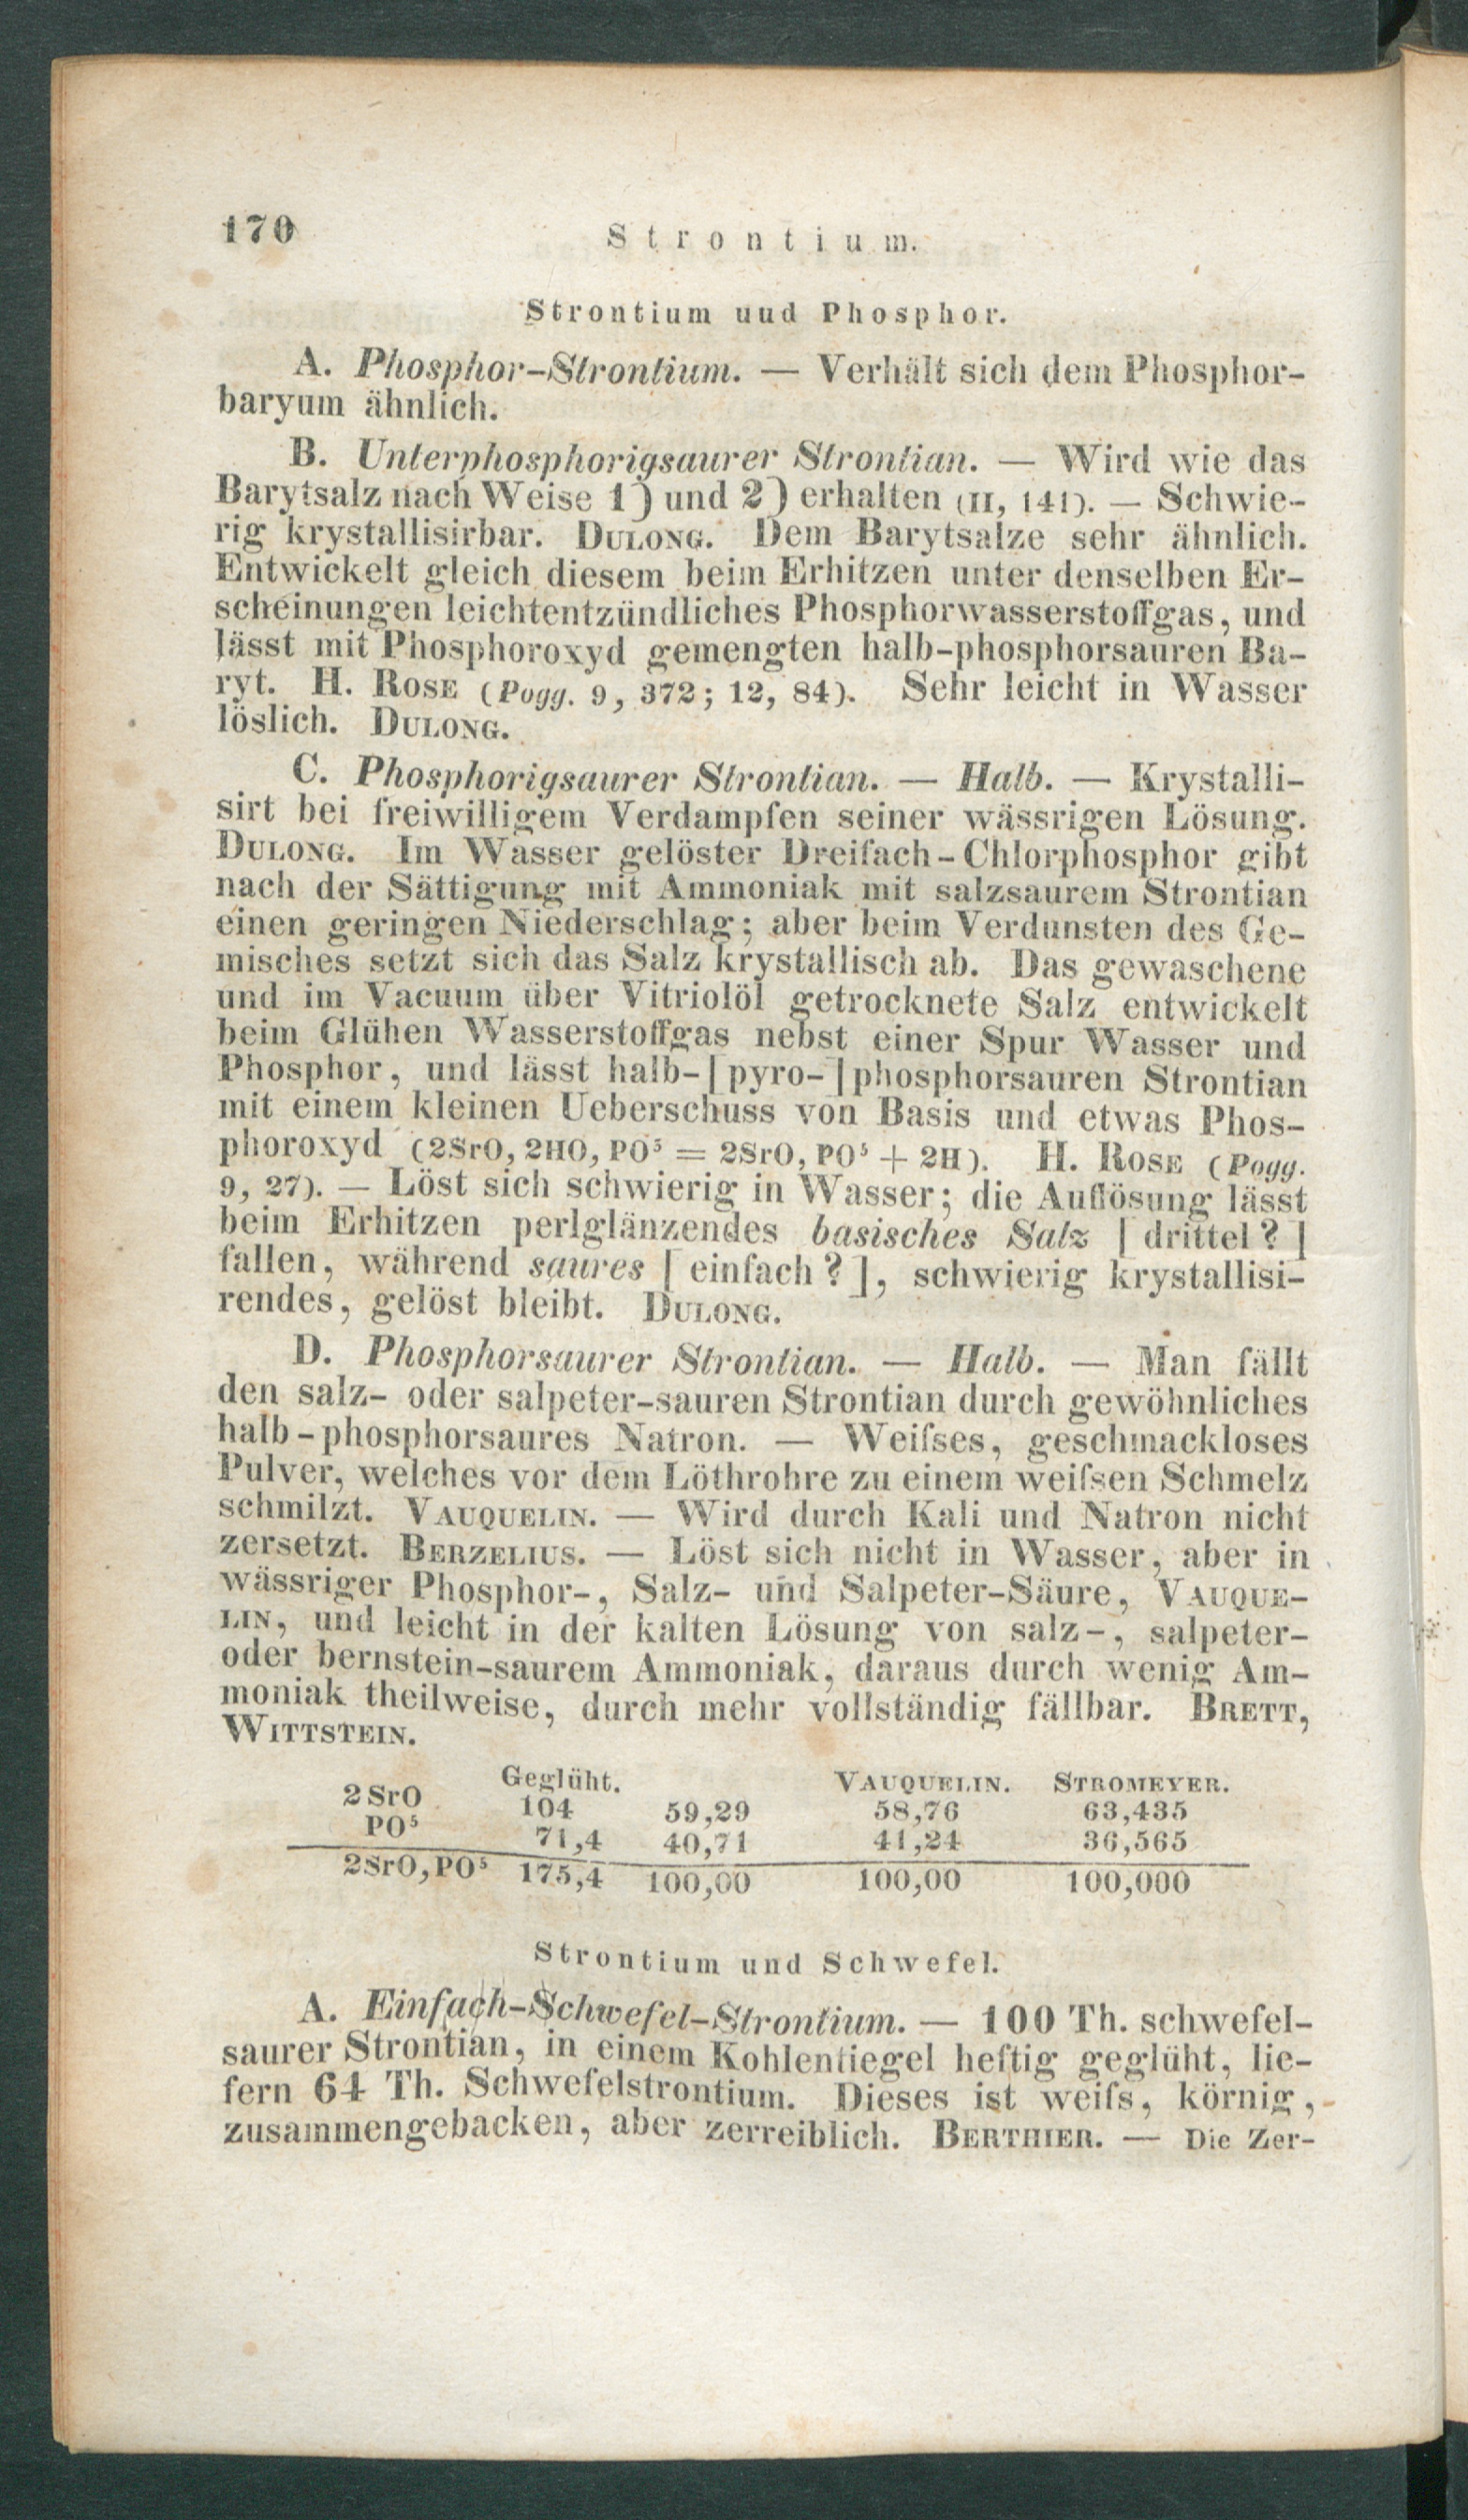 170
Strontium.
Strontium uud Phosphor.
A. Phosphor-Strontium. — Verhält sich dem Phosphor-
baryum ähnlich.
B. Unterphosphorigsaurer Strontian. — Wird wie das
Barytsalz nach Weise 1) und 2) erhalten (II, 141). — Schwie-
rig krystallisirbar. DULONG. Dem Barytsalze sehr ähnlich.
Entwickelt gleich diesem beim Erhitzen unter denselben Er-
scheinungen leichtentzündliches Phosphorwasserstoffgas, und
lässt mit Phosphoroxyd gemengten halb-phosphorsauren Ba-
ryt. H. ROSE (Pogg. 9, 372; 12, 84). Sehr leicht in Wasser
löslich. DULONG.
C. Phosphorigsaurer Strontian. — Halb. — Krystalli-
sirt bei freiwilligem Verdampfen seiner wässrigen Lösung.
DULONG. Im Wasser gelöster Dreifach-Chlorphosphor gibt
nach der Sättigung mit Ammoniak mit salzsaurem Strontian
einen geringen Niederschlag; aber beim Verdunsten des Ge-
misches setzt sich das Salz krystallisch ab. Das gewaschene
und im Vacuum über Vitriolöl getrocknete Salz entwickelt
beim Glühen Wasserstoffgas nebst einer Spur Wasser und
Phosphor, und lässt halb-[pyro-]phosphorsauren Strontian
mit einem kleinen Ueberschuss von Basis und etwas Phos-
phoroxyd (2SrO, 2HO, PO⁵ = 2SrO, PO⁵ + 2H). H. ROSE (Pogg.
9, 27). — Löst sich schwierig in Wasser; die Auflösung lässt
beim Erhitzen perlglänzendes basisches Salz [drittel?]
fallen, während saures [einfach?], schwierig krystallisi-
rendes, gelöst bleibt. DULONG.
D. Phosphorsaurer Strontian. — Halb. — Man fällt
den salz- oder salpeter-sauren Strontian durch gewöhnliches
halb-phosphorsaures Natron. — Weifses, geschmackloses
Pulver, welches vor dem Löthrohre zu einem weifsen Schmelz
schmilzt. VAUQUELIN. — Wird durch Kali und Natron nicht
zersetzt. BERZELIUS. — Löst sich nicht in Wasser, aber in
wässriger Phosphor-, Salz- und Salpeter-Säure, VAUQUE-
LIN, und leicht in der kalten Lösung von salz-, salpeter-
oder bernstein-saurem Ammoniak, daraus durch wenig Am-
moniak theilweise, durch mehr vollständig fällbar. BRETT,
WITTSTEIN.
Geglüht. VAUQUELIN. STROMEYER.
2SrO 104 59,29 58,76 63,435
PO⁵ 71,4 40,71 41,24 36,565
2SrO,PO⁵ 175,4 100,00 100,00 100,000
Strontium und Schwefel.
A. Einfach-Schwefel-Strontium. — 100 Th. schwefel-
saurer Strontian, in einem Kohlentiegel heftig geglüht, lie-
fern 64 Th. Schwefelstrontium. Dieses ist weifs, körnig,
zusammengebacken, aber zerreiblich. BERTHIER. — Die Zer-